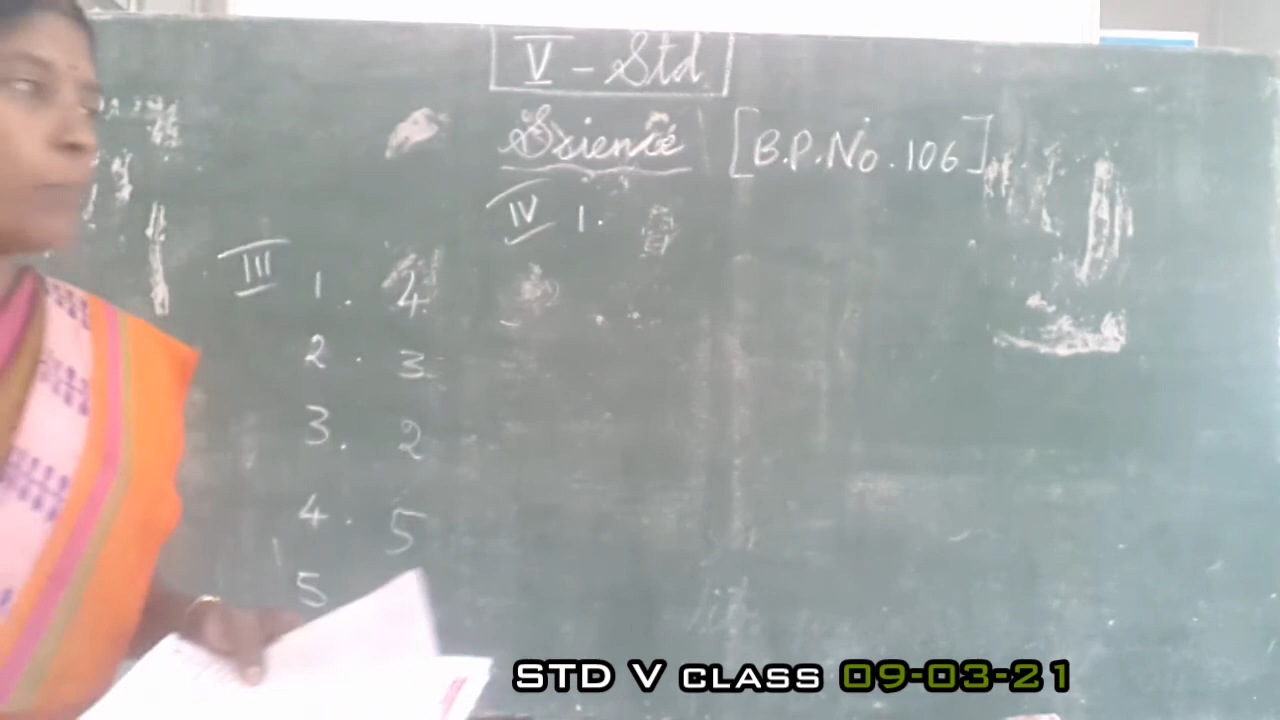 V - Std
Science [B.P.No. 106]
IV 1.
III 1. 4
2. 3
3. 2
4. 5
5
STD V CLASS 09-03-21